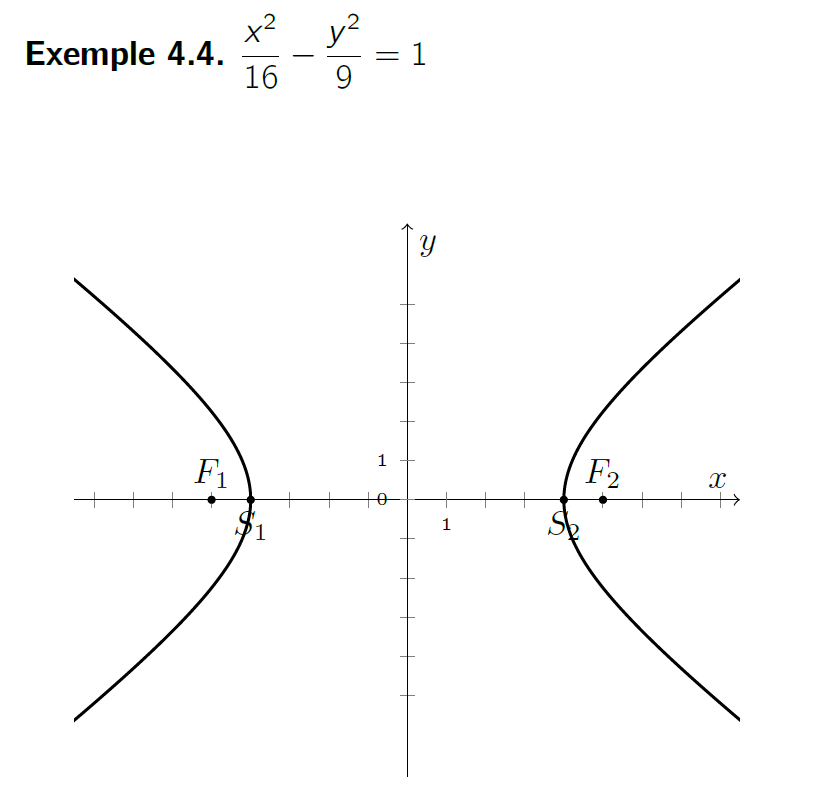 Exemple 4.4. x²/16 − y²/9 = 1
y
1
F₁ F₂ x
0
S₁ 1 S₂